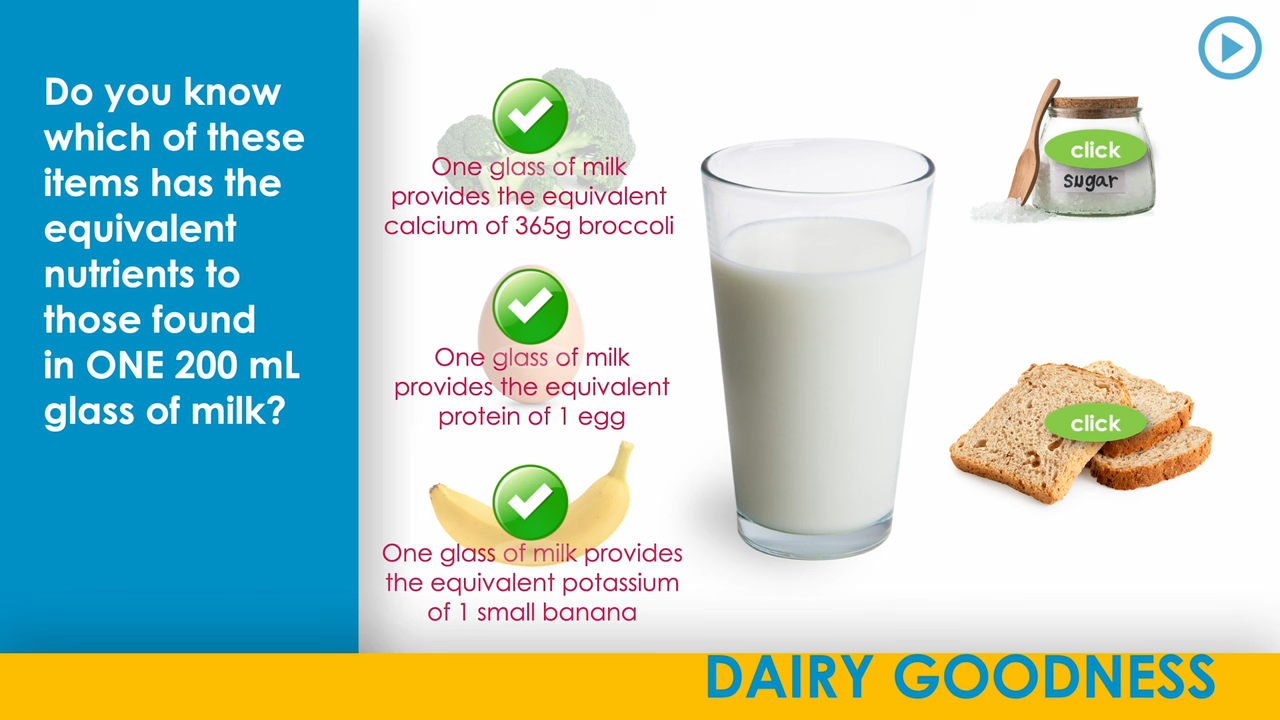 Do you know
which of these
items has the
equivalent
nutrients to
those found
in ONE 200 mL
glass of milk?
One glass of milk
provides the equivalent
calcium of 365g broccoli
One glass of milk
provides the equivalent
protein of 1 egg
One glass of milk provides
the equivalent potassium
of 1 small banana
click
sugar
click
DAIRY GOODNESS